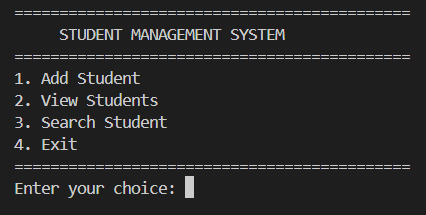 ============================================
STUDENT MANAGEMENT SYSTEM
============================================
1. Add Student
2. View Students
3. Search Student
4. Exit
============================================
Enter your choice: